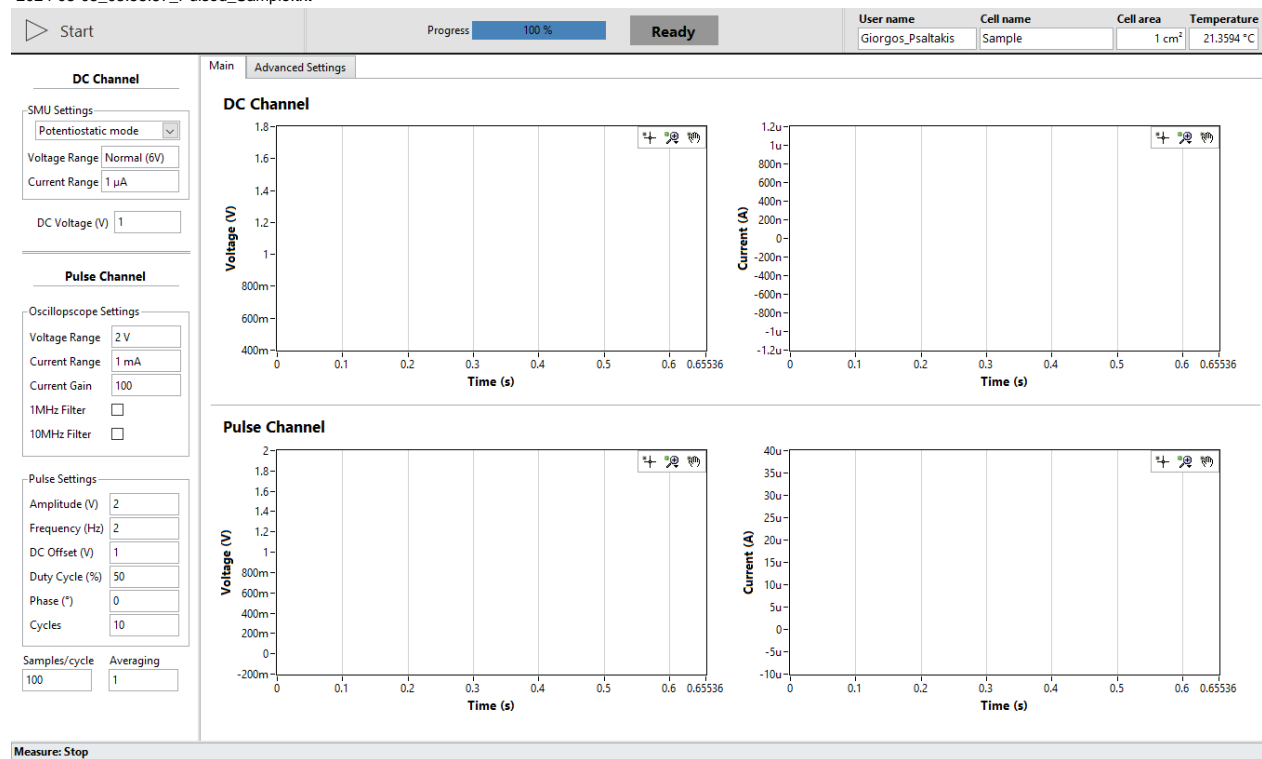 Start
Progress 100 % Ready
User name Cell name Cell area Temperature
Giorgos_Psaltakis Sample 1 cm² 21.3594 °C
Main Advanced Settings
DC Channel
SMU Settings
Potentiostatic mode
Voltage Range Normal (6V)
Current Range 1 µA
DC Voltage (V) 1
Pulse Channel
Oscillopscope Settings
Voltage Range 2 V
Current Range 1 mA
Current Gain 100
1MHz Filter
10MHz Filter
Pulse Settings
Amplitude (V) 2
Frequency (Hz) 2
DC Offset (V) 1
Duty Cycle (%) 50
Phase (°) 0
Cycles 10
Samples/cycle Averaging
100 1
DC Channel
Voltage (V)
1.8
1.6
1.4
1.2
1
800m
600m
400m
0 0.1 0.2 0.3 0.4 0.5 0.6 0.65536
Time (s)
Current (A)
1.2u
1u
800n
600n
400n
200n
0
-200n
-400n
-600n
-800n
-1u
-1.2u
0 0.1 0.2 0.3 0.4 0.5 0.6 0.65536
Time (s)
Pulse Channel
Voltage (V)
2
1.8
1.6
1.4
1.2
1
800m
600m
400m
200m
0
-200m
0 0.1 0.2 0.3 0.4 0.5 0.6 0.65536
Time (s)
Current (A)
40u
35u
30u
25u
20u
15u
10u
5u
0
-5u
-10u
0 0.1 0.2 0.3 0.4 0.5 0.6 0.65536
Time (s)
Measure: Stop